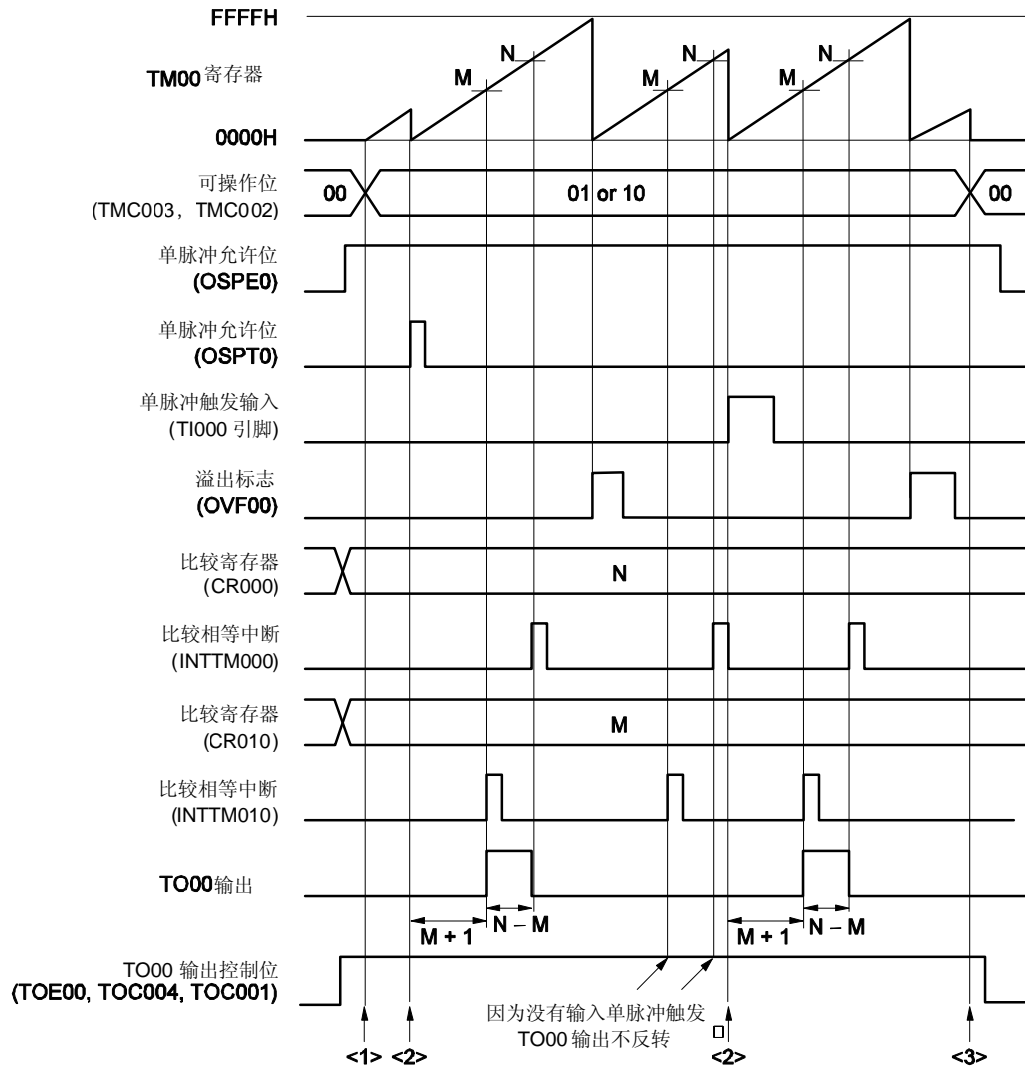 FFFFH
N
N
N
M
M
M
TM00 寄存器
0000H
可操作位
(TMC003, TMC002)
00
01 or 10
00
单脉冲允许位
(OSPE0)
单脉冲允许位
(OSPT0)
单脉冲触发输入
(TI000 引脚)
溢出标志
(OVF00)
比较寄存器
(CR000)
N
比较相等中断
(INTTM000)
比较寄存器
(CR010)
M
比较相等中断
(INTTM010)
TO00输出
M + 1
N – M
M + 1
N – M
TO00 输出控制位
(TOE00, TOC004, TOC001)
因为没有输入单脉冲触发
TO00 输出不反转
<1>
<2>
<2>
<3>